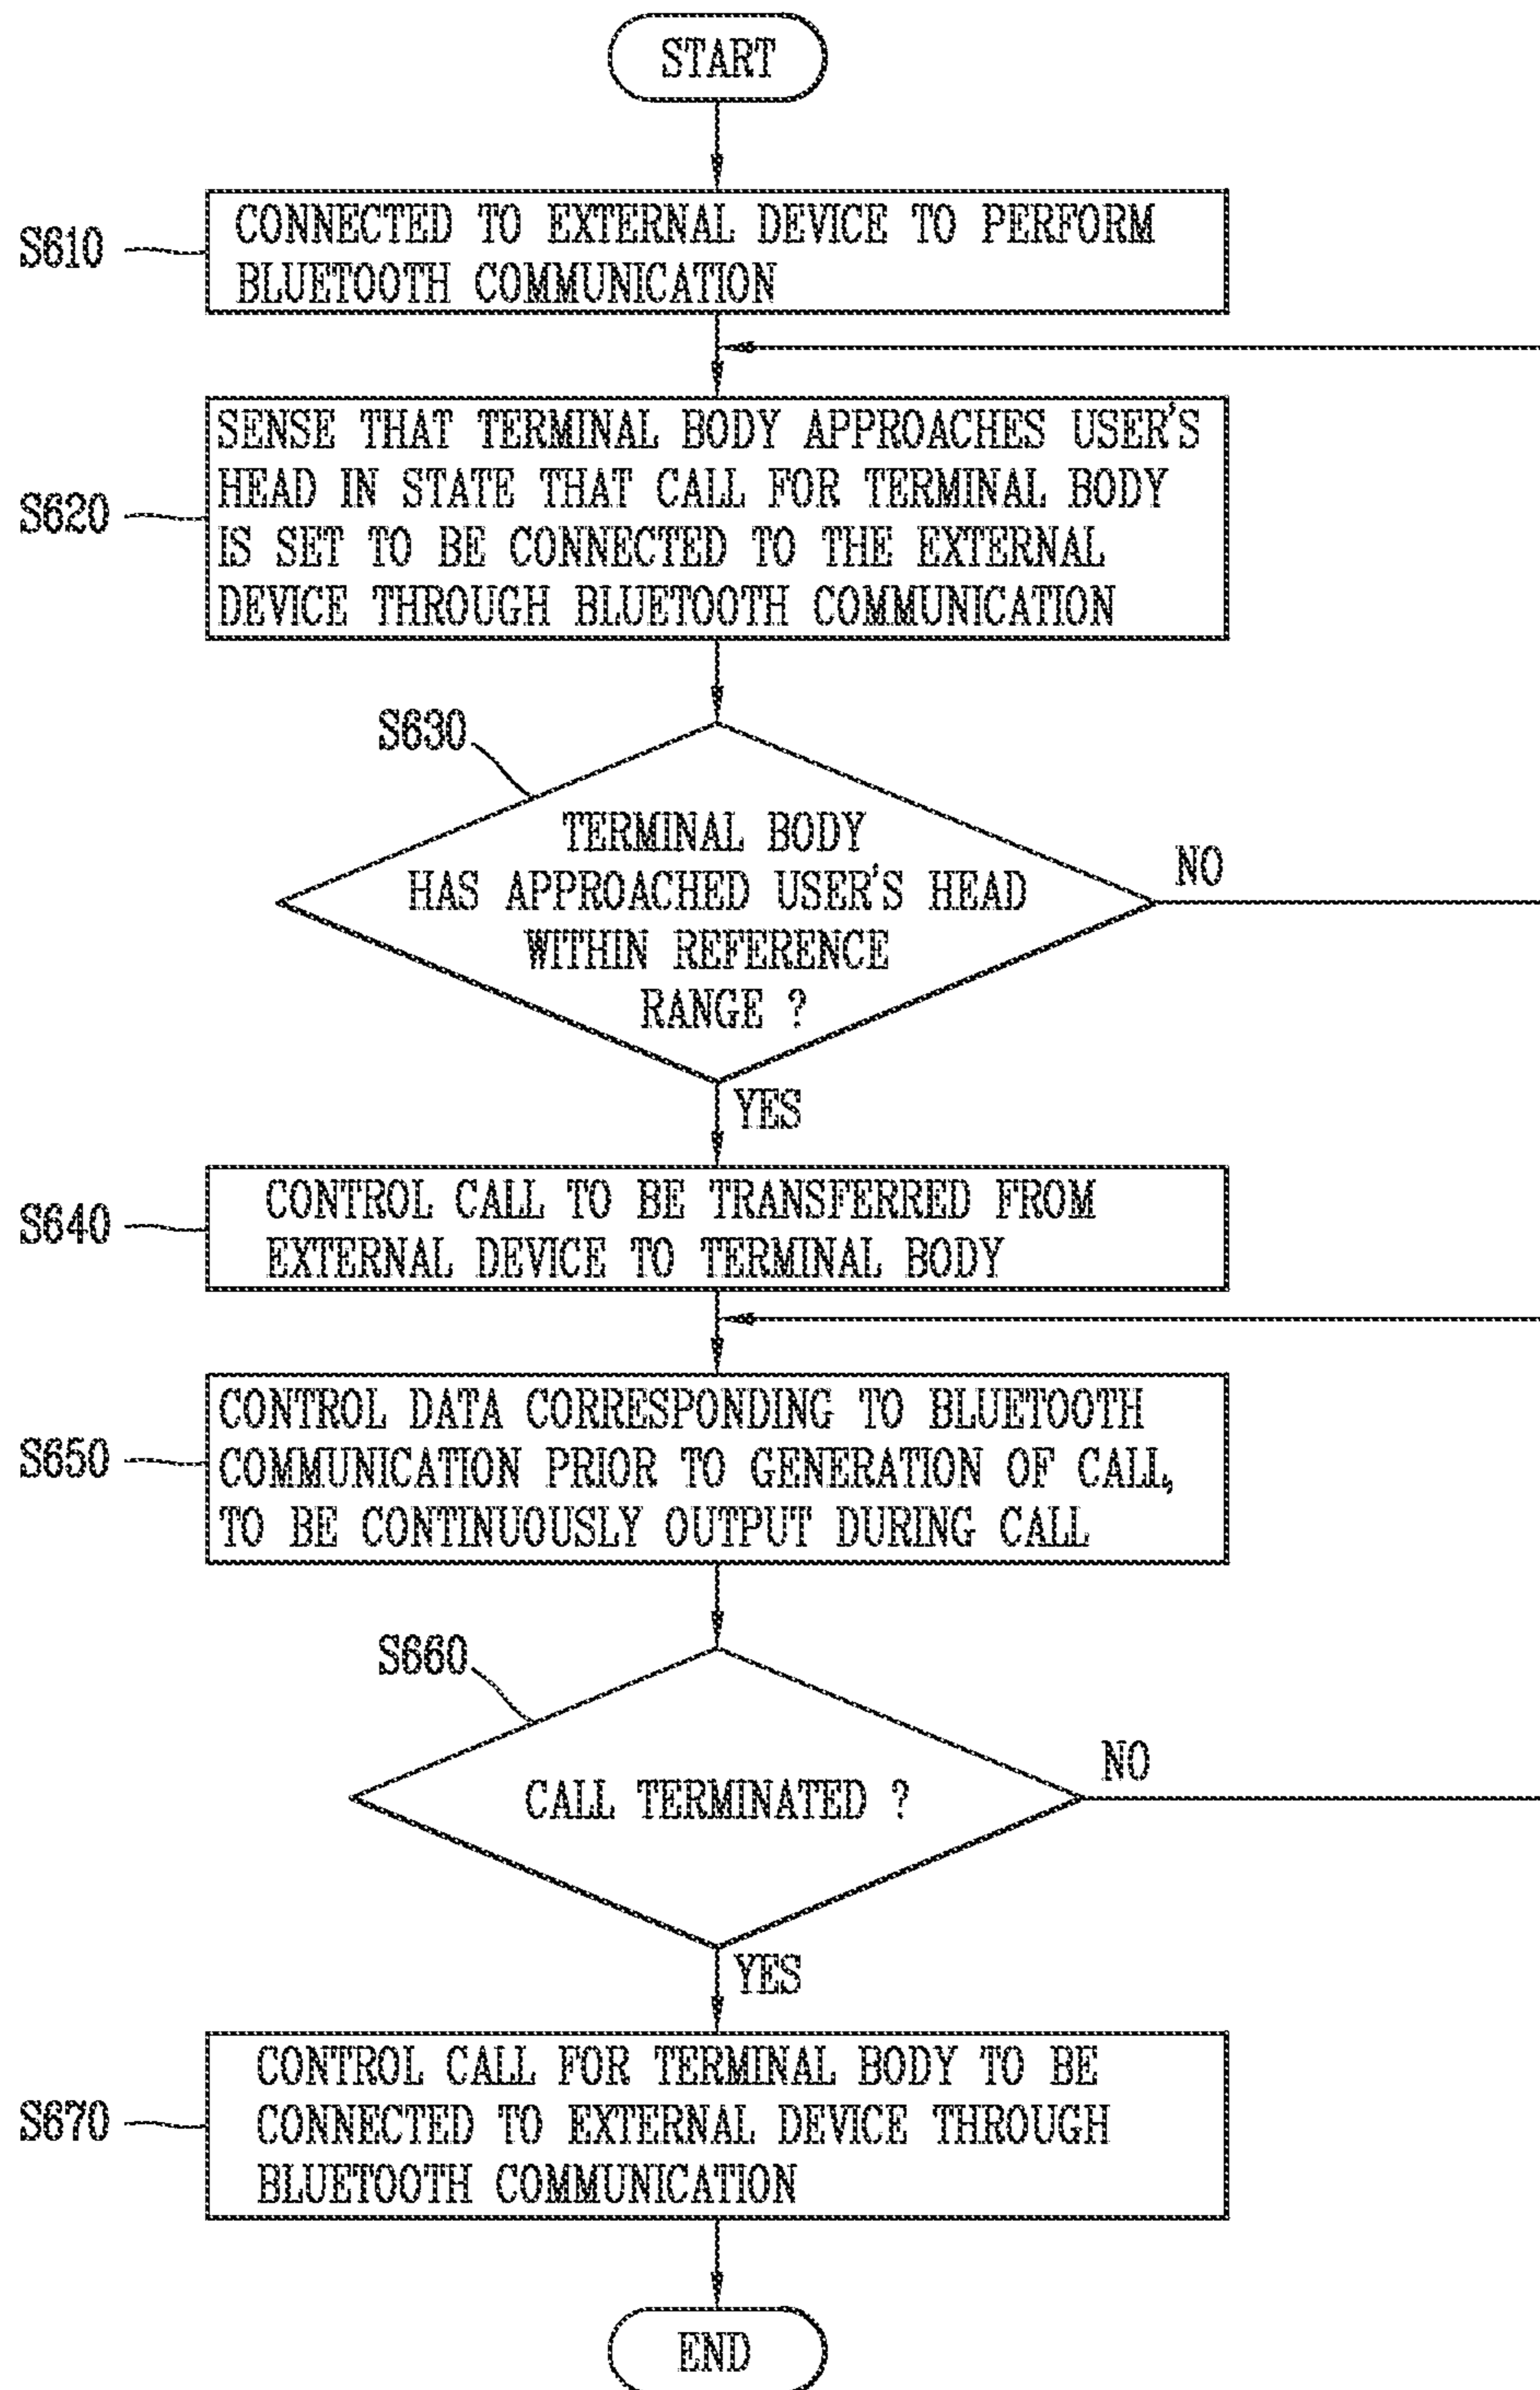 START
S610
CONNECTED TO EXTERNAL DEVICE TO PERFORM
BLUETOOTH COMMUNICATION
S620
SENSE THAT TERMINAL BODY APPROACHES USER'S
HEAD IN STATE THAT CALL FOR TERMINAL BODY
IS SET TO BE CONNECTED TO THE EXTERNAL
DEVICE THROUGH BLUETOOTH COMMUNICATION
S630
TERMINAL BODY
HAS APPROACHED USER'S HEAD
WITHIN REFERENCE
RANGE ?
NO
YES
S640
CONTROL CALL TO BE TRANSFERRED FROM
EXTERNAL DEVICE TO TERMINAL BODY
S650
CONTROL DATA CORRESPONDING TO BLUETOOTH
COMMUNICATION PRIOR TO GENERATION OF CALL,
TO BE CONTINUOUSLY OUTPUT DURING CALL
S660
CALL TERMINATED ?
NO
YES
S670
CONTROL CALL FOR TERMINAL BODY TO BE
CONNECTED TO EXTERNAL DEVICE THROUGH
BLUETOOTH COMMUNICATION
END